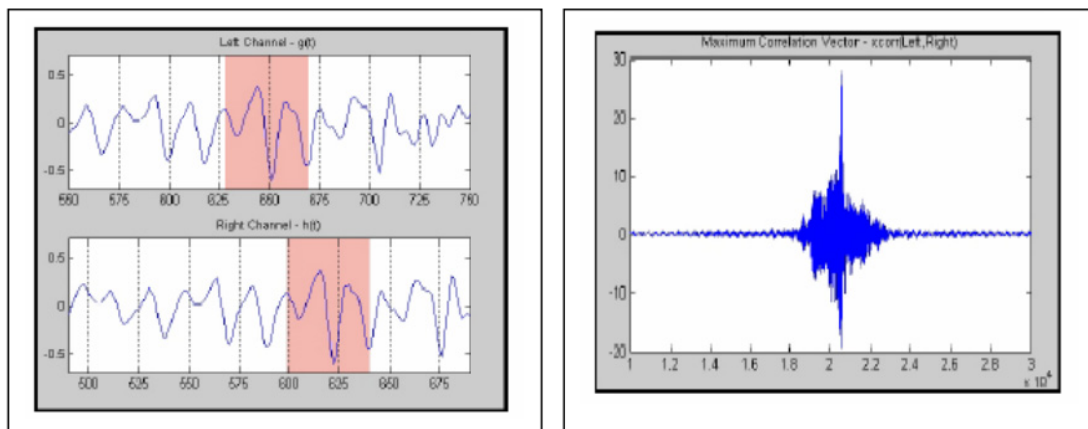 Left Channel - g(t)
0.5
0
-0.5
550 575 600 625 650 675 700 725 750
Right Channel - h(t)
0.5
0
-0.5
500 525 550 575 600 625 650 675
Maximum Correlation Vector - xcorr(Left,Right)
30
20
10
0
-10
-20
1 1.2 1.4 1.6 1.8 2 2.2 2.4 2.6 2.8 3
x 10^4